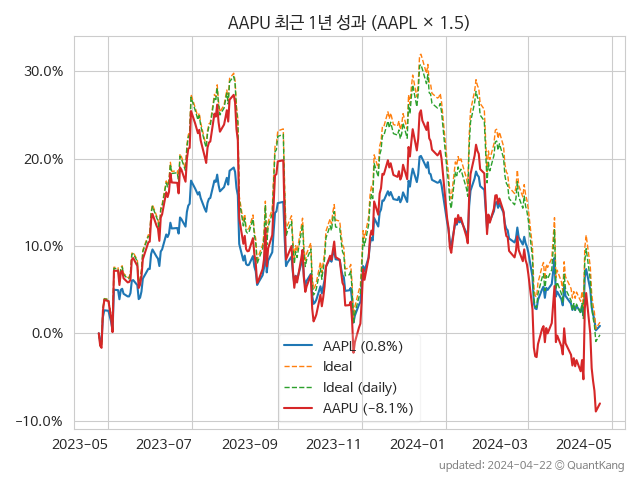 AAPU 최근 1년 성과 (AAPL × 1.5)
30.0%
20.0%
10.0%
0.0%
−10.0%
AAPL (0.8%)
Ideal
Ideal (daily)
AAPU (−8.1%)
2023-05 2023-07 2023-09 2023-11 2024-01 2024-03 2024-05
updated: 2024-04-22 © QuantKang